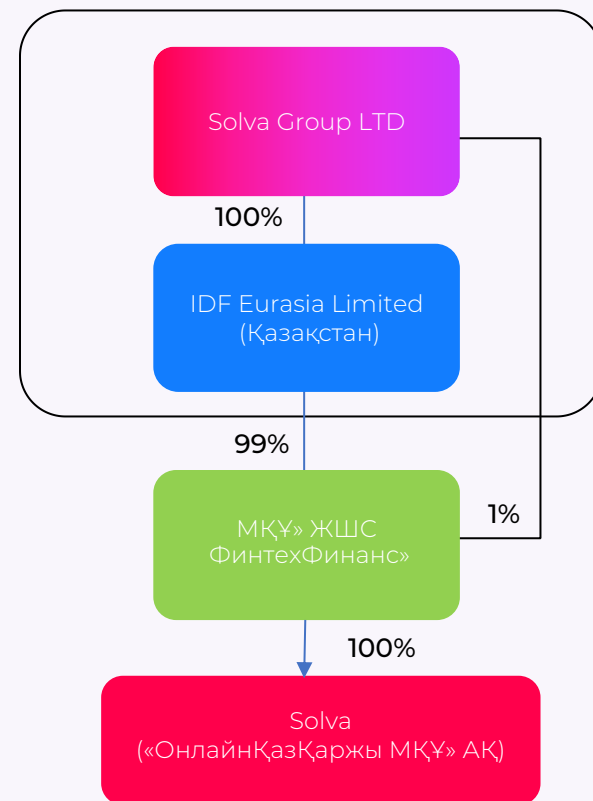 Solva Group LTD
100%
IDF Eurasia Limited
(Қазақстан)
99%
МҚҰ» ЖШС
ФинтехФинанс»
1%
100%
Solva
(«ОнлайнҚазҚаржы МҚҰ» АҚ)